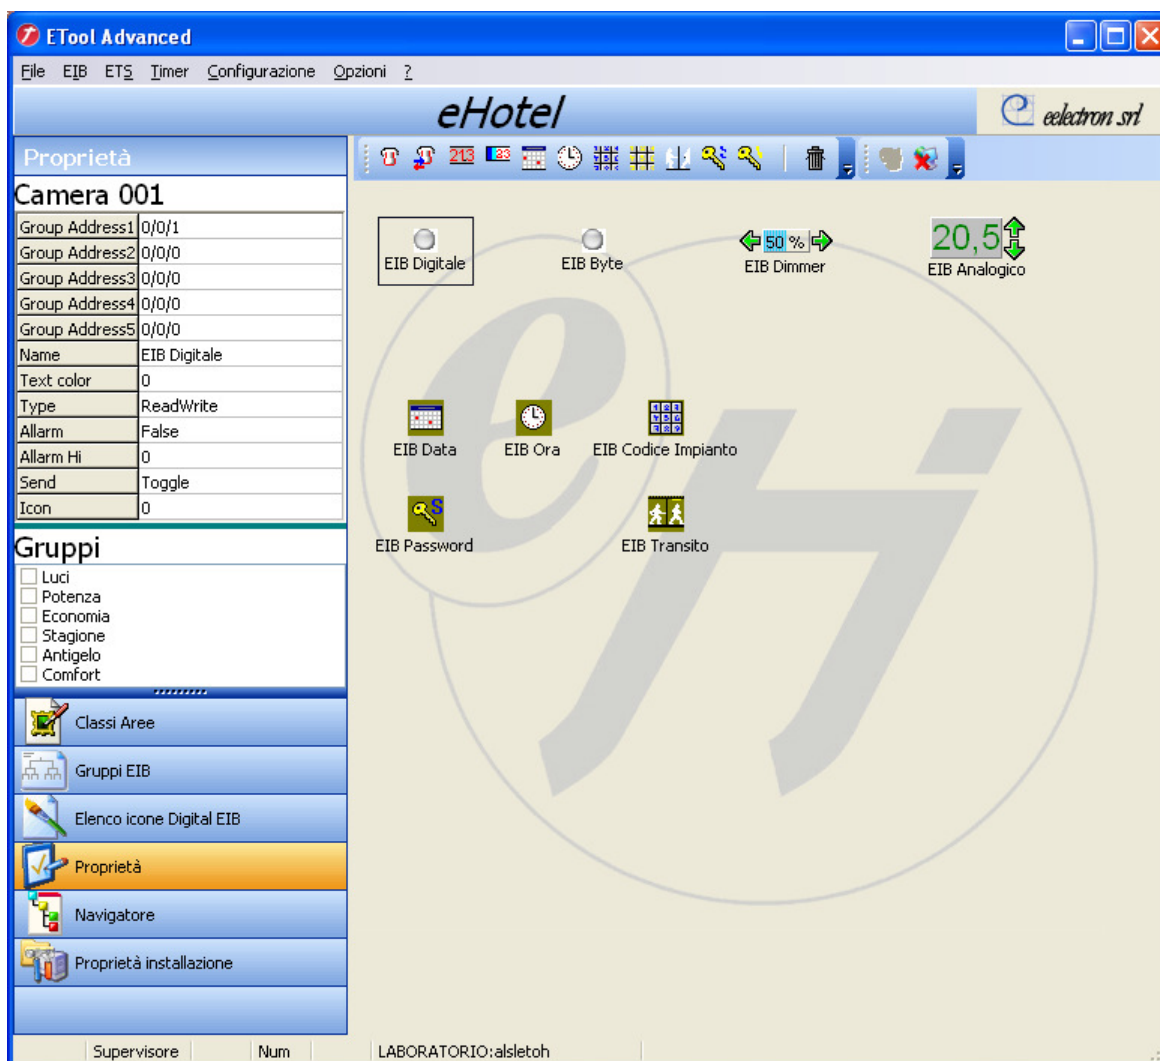 ETool Advanced
File EIB ETS Timer Configurazione Opzioni ?
eHotel
eelectron srl
Proprietà
213 23
Camera 001
Group Address1 0/0/1
Group Address2 0/0/0
Group Address3 0/0/0
Group Address4 0/0/0
Group Address5 0/0/0
Name EIB Digitale
Text color 0
Type ReadWrite
Allarm False
Allarm Hi 0
Send Toggle
Icon 0
Gruppi
Luci
Potenza
Economia
Stagione
Antigelo
Comfort
Classi Aree
Gruppi EIB
Elenco icone Digital EIB
Proprietà
Navigatore
Proprietà installazione
50 % 20,5
EIB Digitale EIB Byte EIB Dimmer EIB Analogico
EIB Data EIB Ora EIB Codice Impianto
S
EIB Password EIB Transito
eH
Supervisore Num LABORATORIO:alsletoh